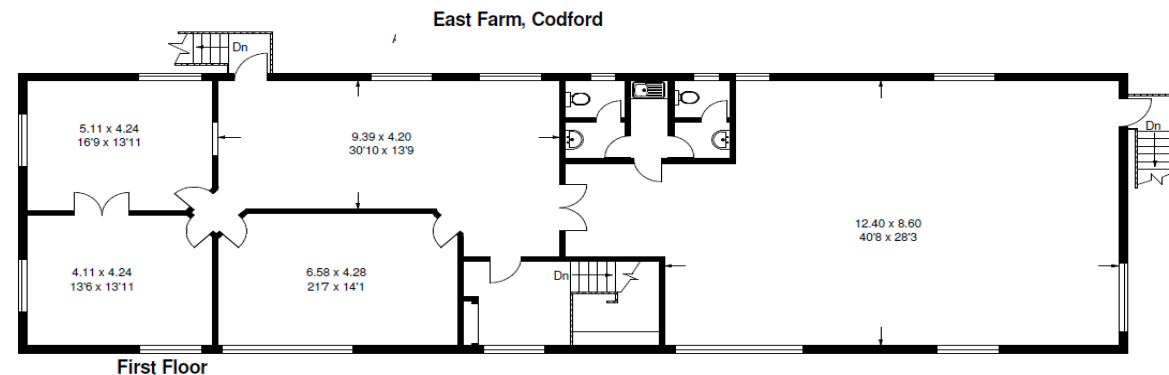 East Farm, Codford
Dn
5.11 x 4.24
16'9 x 13'11
9.39 x 4.20
30'10 x 13'9
Dn
12.40 x 8.60
40'8 x 28'3
4.11 x 4.24
13'6 x 13'11
6.58 x 4.28
21'7 x 14'1
Dn
First Floor